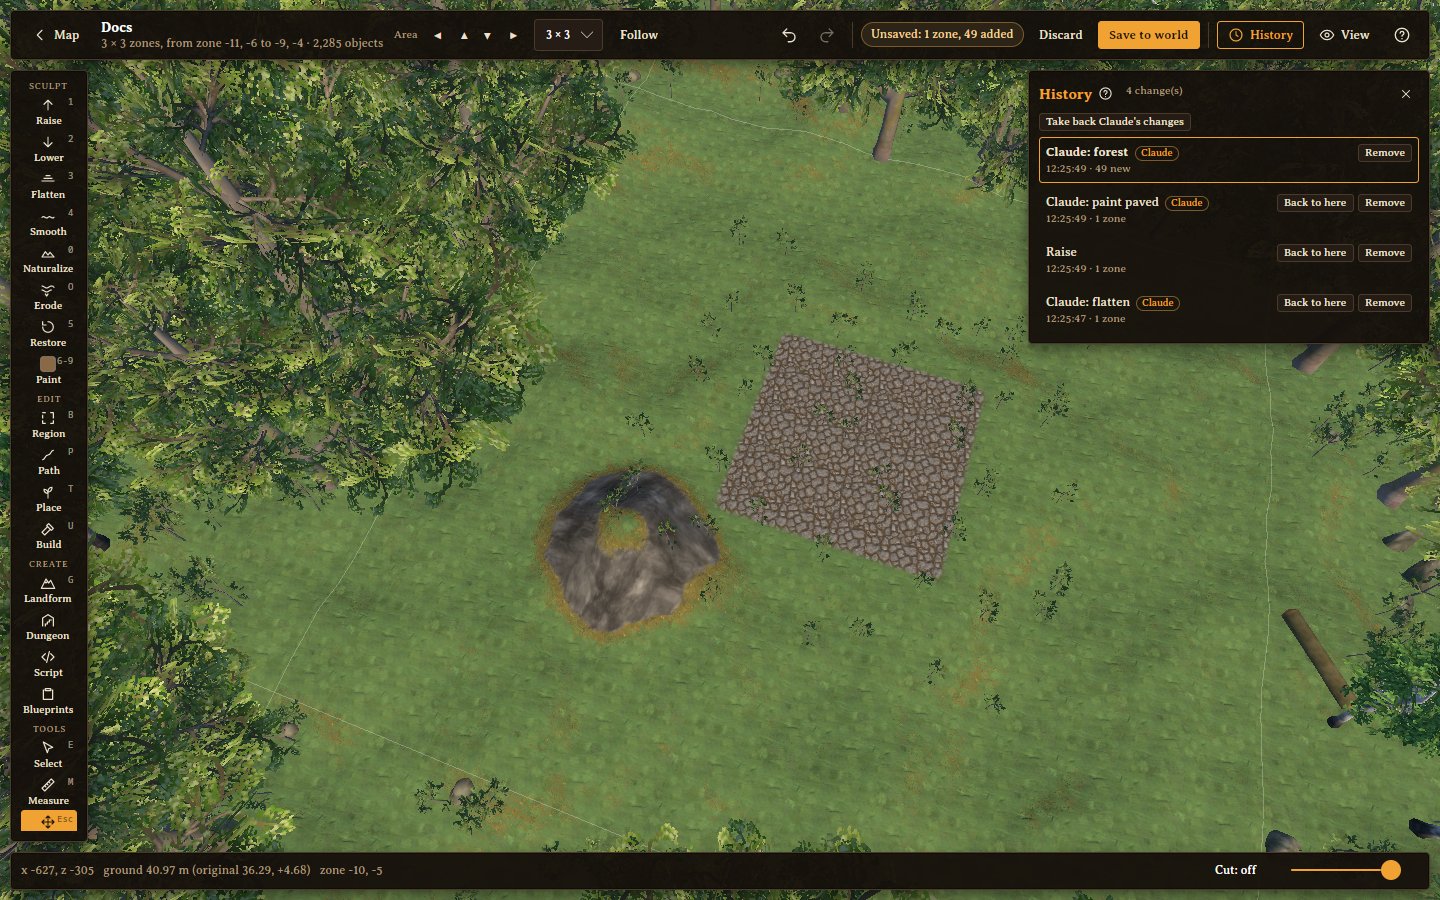 Map
Docs
3 × 3 zones, from zone -11, -6 to -9, -4 · 2,285 objects
Area
3 × 3
Follow
Unsaved: 1 zone, 49 added
Discard
Save to world
History
View
SCULPT
1
Raise
2
Lower
3
Flatten
4
Smooth
0
Naturalize
O
Erode
5
Restore
6-9
Paint
EDIT
B
Region
P
Path
T
Place
U
Build
CREATE
G
Landform
Dungeon
Script
Blueprints
TOOLS
E
Select
M
Measure
Esc
History
4 change(s)
Take back Claude's changes
Claude: forest Claude Remove
12:25:49 · 49 new
Claude: paint paved Claude Back to here Remove
12:25:49 · 1 zone
Raise Back to here Remove
12:25:49 · 1 zone
Claude: flatten Claude Back to here Remove
12:25:47 · 1 zone
x -627, z -305 ground 40.97 m (original 36.29, +4.68) zone -10, -5
Cut: off